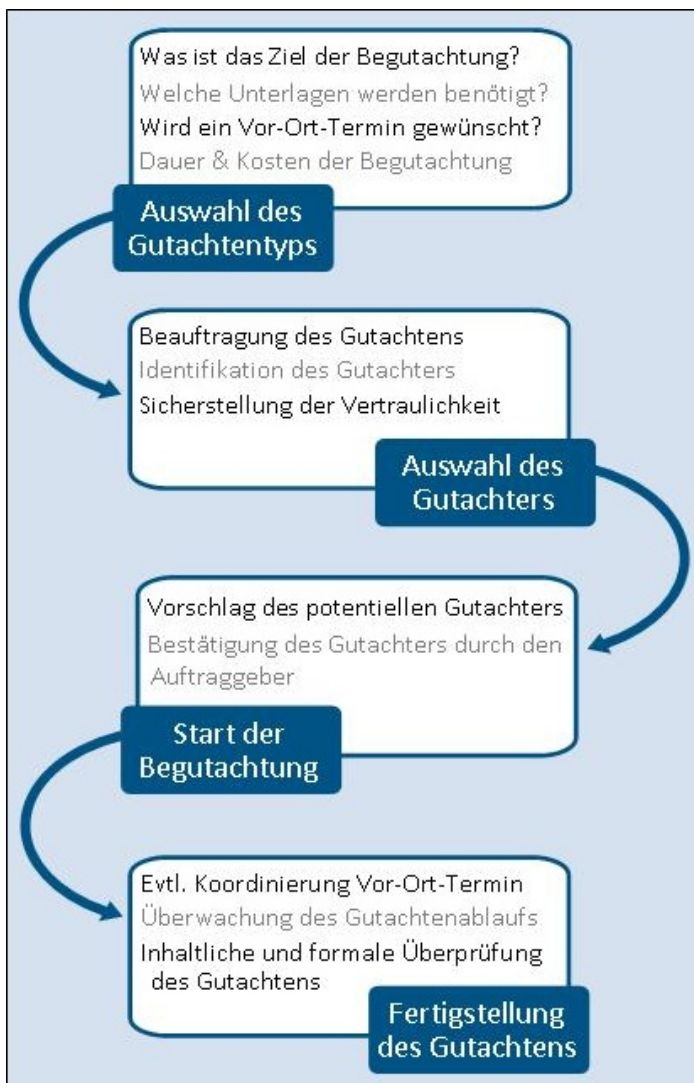 Was ist das Ziel der Begutachtung?
Welche Unterlagen werden benötigt?
Wird ein Vor-Ort-Termin gewünscht?
Dauer & Kosten der Begutachtung
Auswahl des
Gutachtentyps
Beauftragung des Gutachtens
Identifikation des Gutachters
Sicherstellung der Vertraulichkeit
Auswahl des
Gutachters
Vorschlag des potentiellen Gutachters
Bestätigung des Gutachters durch den
Auftraggeber
Start der
Begutachtung
Evtl. Koordinierung Vor-Ort-Termin
Überwachung des Gutachtenablaufs
Inhaltliche und formale Überprüfung
des Gutachtens
Fertigstellung
des Gutachtens